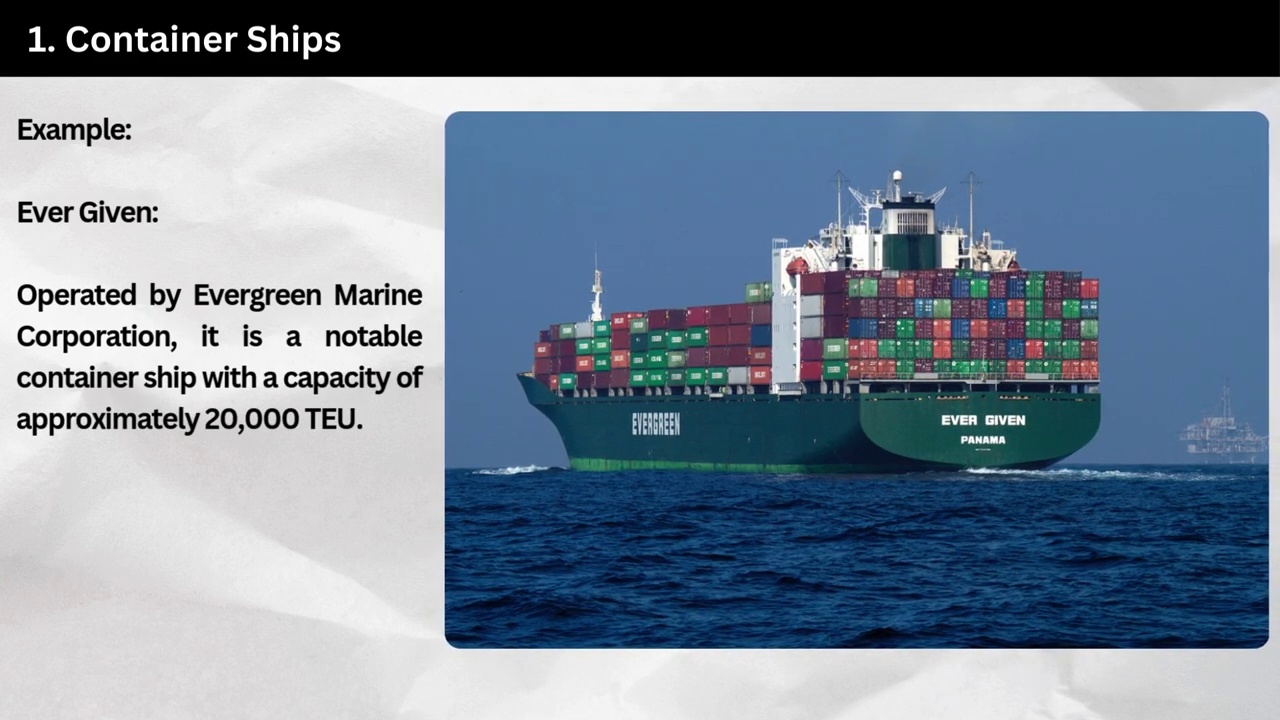 1. Container Ships
Example:
Ever Given:
Operated by Evergreen Marine
Corporation, it is a notable
container ship with a capacity of
approximately 20,000 TEU.
EVERGREEN
EVER GIVEN
PANAMA